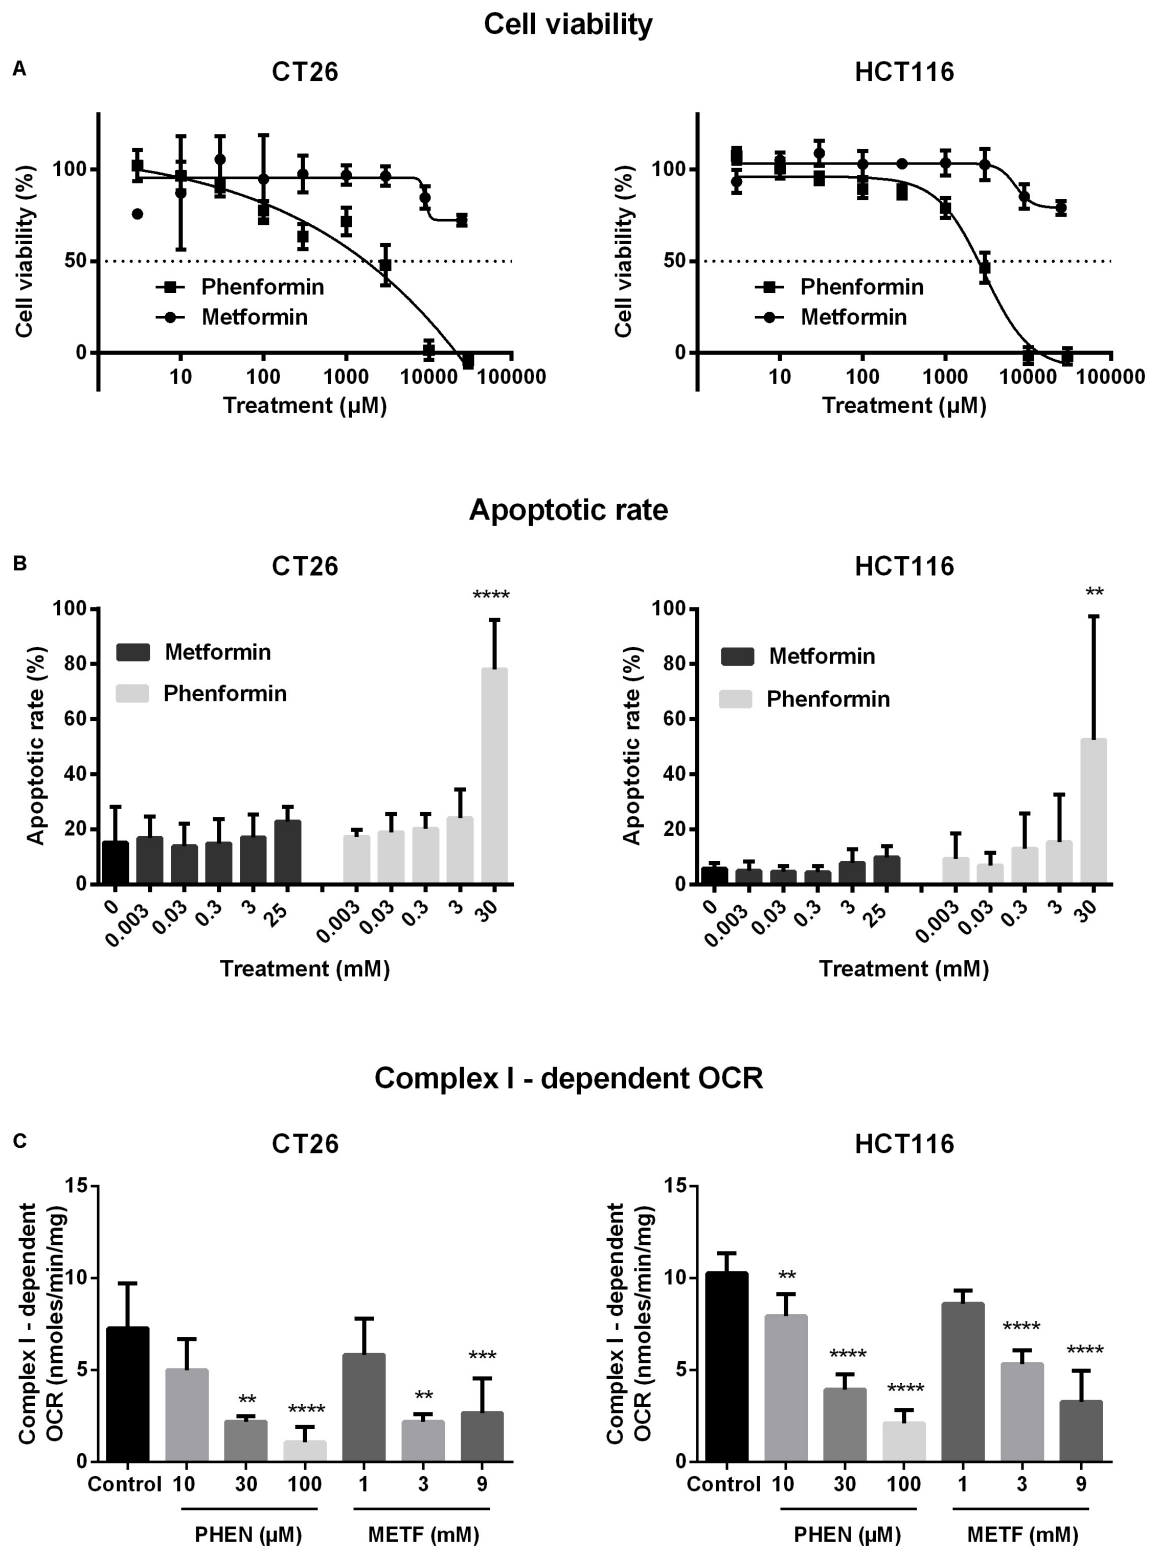 Cell viability
A
CT26
HCT116
Cell viability (%)
100
50
0
Phenformin
Metformin
10 100 1000 10000 100000
Treatment (µM)
Cell viability (%)
100
50
0
Phenformin
Metformin
10 100 1000 10000 100000
Treatment (µM)
Apoptotic rate
B
CT26
HCT116
Apoptotic rate (%)
100
80
60
40
20
0
Metformin
Phenformin
****
0 0.003 0.03 0.3 3 25 0.003 0.03 0.3 3 30
Treatment (mM)
Apoptotic rate (%)
100
80
60
40
20
0
Metformin
Phenformin
**
0 0.003 0.03 0.3 3 25 0.003 0.03 0.3 3 30
Treatment (mM)
Complex I - dependent OCR
C
CT26
HCT116
Complex I - dependent
OCR (nmoles/min/mg)
15
10
5
0
** **** ** ***
Control 10 30 100 1 3 9
PHEN (µM) METF (mM)
Complex I - dependent
OCR (nmoles/min/mg)
15
10
5
0
** **** **** **** ****
Control 10 30 100 1 3 9
PHEN (µM) METF (mM)